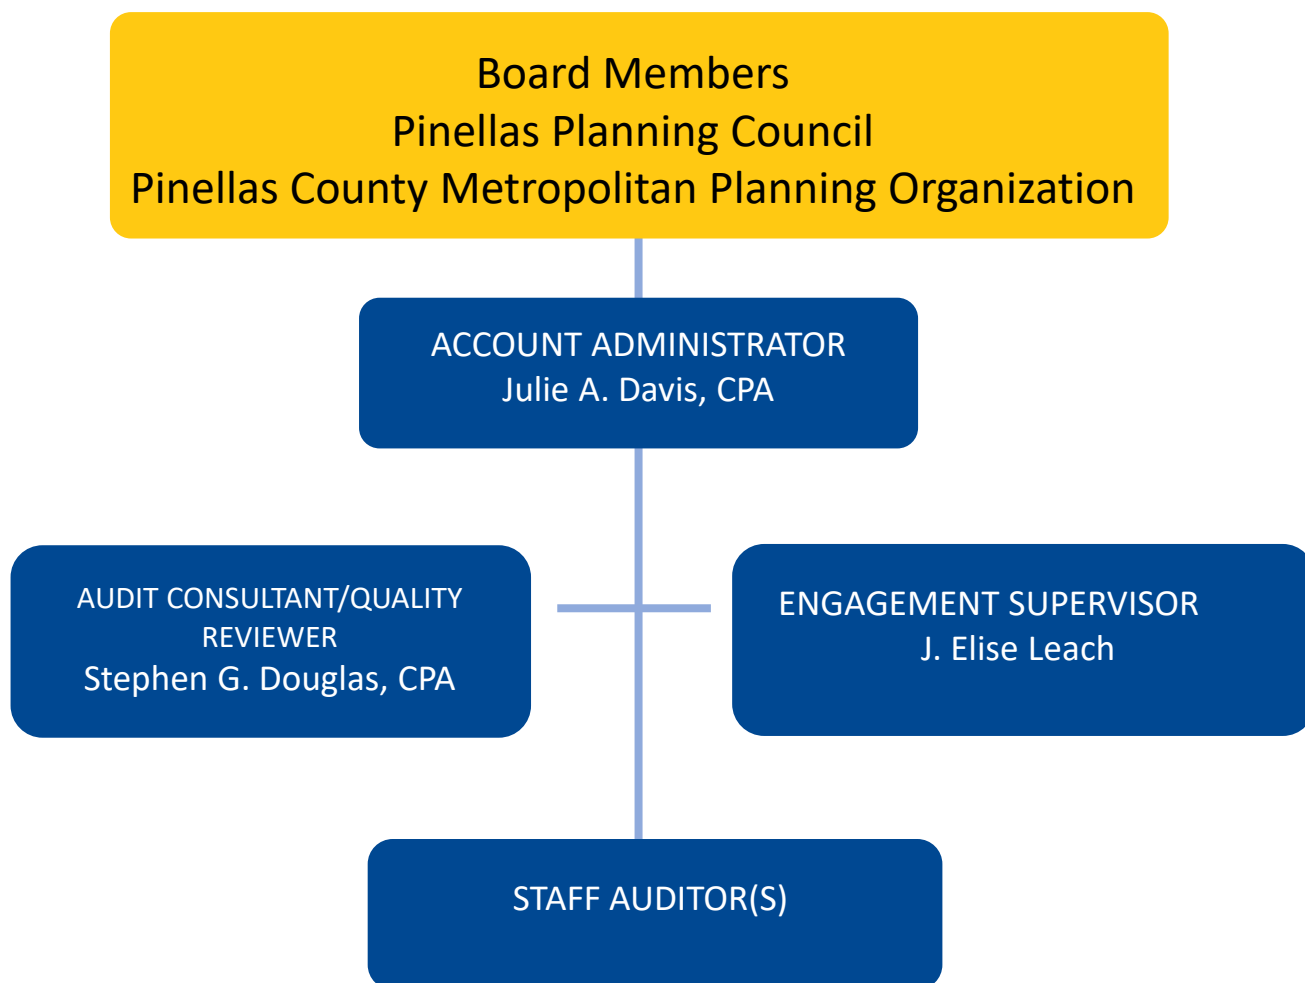 Board Members
Pinellas Planning Council
Pinellas County Metropolitan Planning Organization
ACCOUNT ADMINISTRATOR
Julie A. Davis, CPA
AUDIT CONSULTANT/QUALITY
REVIEWER
Stephen G. Douglas, CPA
ENGAGEMENT SUPERVISOR
J. Elise Leach
STAFF AUDITOR(S)